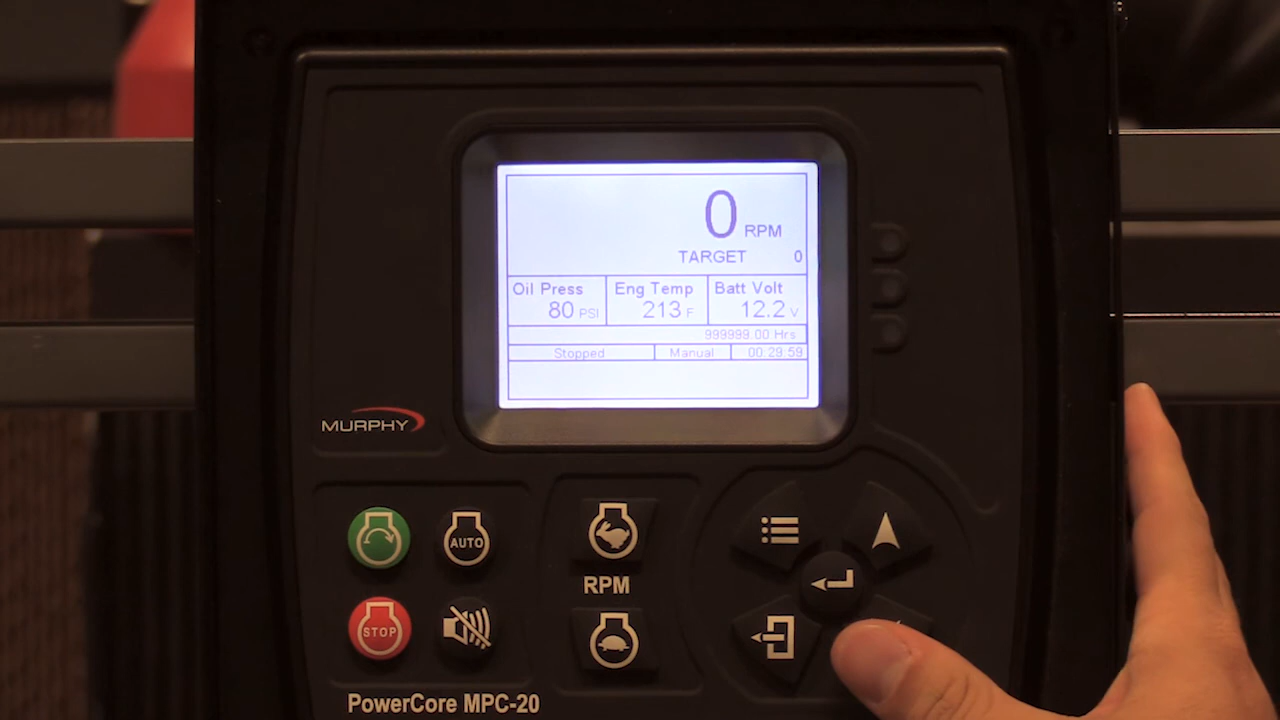 0 RPM
TARGET 0
Oil Press Eng Temp Batt Volt
80 PSI 213 F 12.2 V
999999.00 Hrs
Stopped Manual 00:29:59
MURPHY
AUTO
RPM
STOP
PowerCore MPC-20